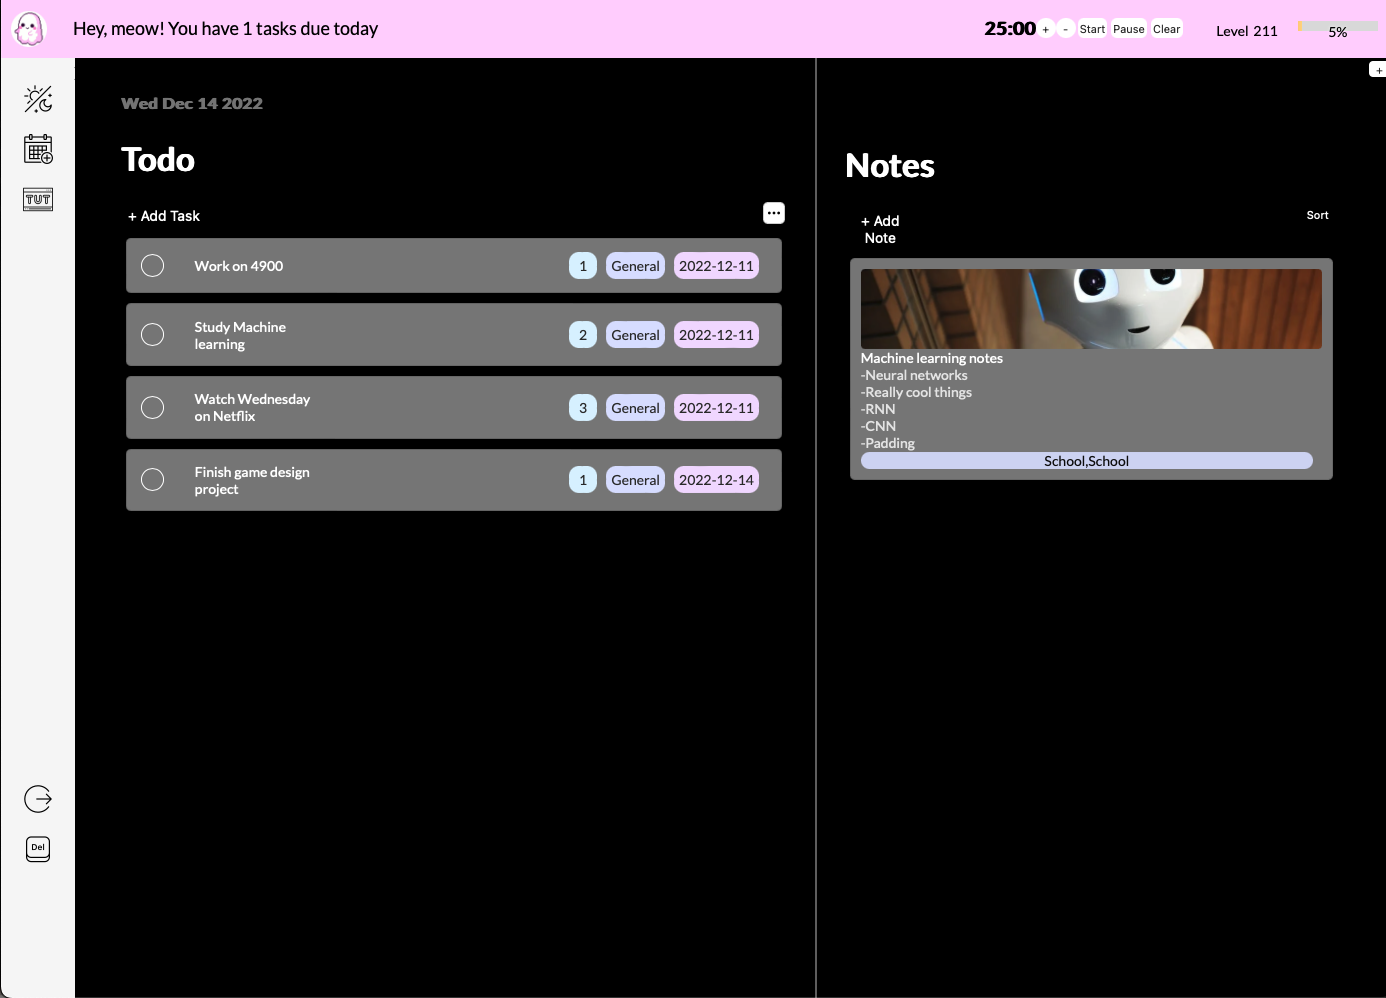 Hey, meow! You have 1 tasks due today
25:00 + - Start Pause Clear
Level 211
5%
+
TUT
Wed Dec 14 2022
Todo
+ Add Task
...
Work on 4900
1 General 2022-12-11
Study Machine
learning
2 General 2022-12-11
Watch Wednesday
on Netflix
3 General 2022-12-11
Finish game design
project
1 General 2022-12-14
Notes
+ Add
Note
Sort
Machine learning notes
-Neural networks
-Really cool things
-RNN
-CNN
-Padding
School,School
Del